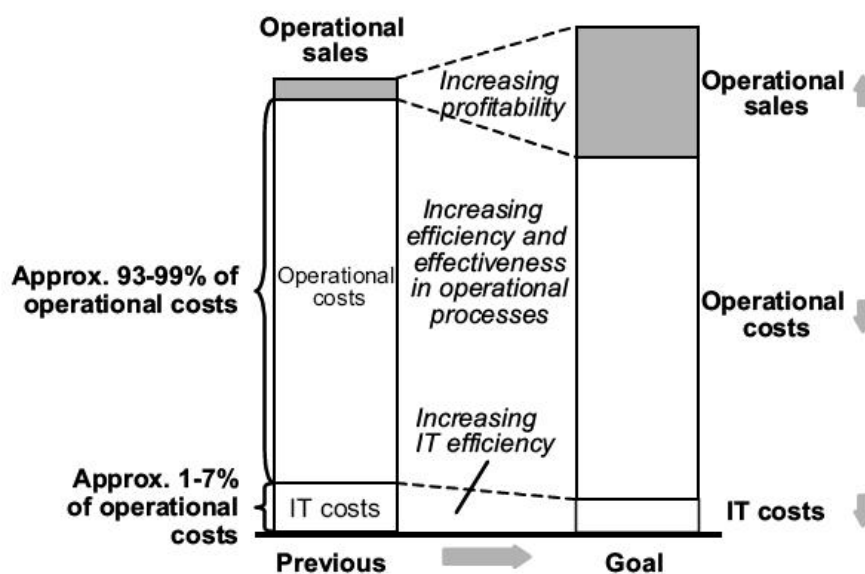 Operational
sales
Increasing
profitability
Operational
sales
Increasing
efficiency and
effectiveness
in operational
processes
Approx. 93-99% of
operational costs
Operational
costs
Operational
costs
Increasing
IT efficiency
Approx. 1-7%
of operational
costs
IT costs
IT costs
Previous
Goal